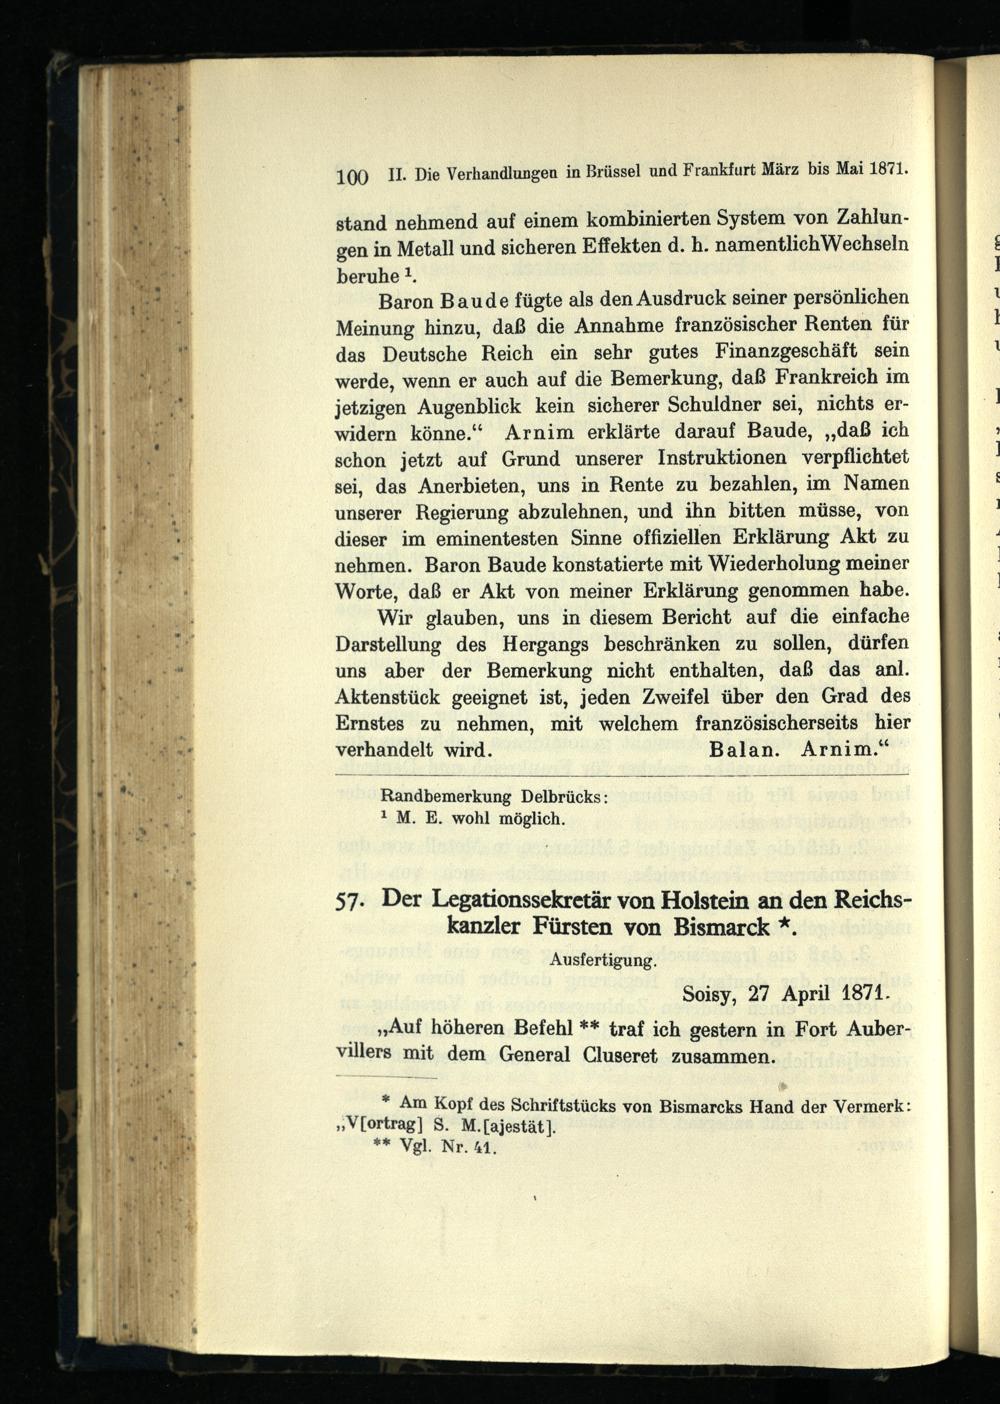 100 II. Die Verhandlungen in Brüssel und Frankfurt März bis Mai 1871.
stand nehmend auf einem kombinierten System von Zahlun-
gen in Metall und sicheren Effekten d. h. namentlichWechseln
beruhe ¹.
Baron Baude fügte als den Ausdruck seiner persönlichen
Meinung hinzu, daß die Annahme französischer Renten für
das Deutsche Reich ein sehr gutes Finanzgeschäft sein
werde, wenn er auch auf die Bemerkung, daß Frankreich im
jetzigen Augenblick kein sicherer Schuldner sei, nichts er-
widern könne.“ Arnim erklärte darauf Baude, „daß ich
schon jetzt auf Grund unserer Instruktionen verpflichtet
sei, das Anerbieten, uns in Rente zu bezahlen, im Namen
unserer Regierung abzulehnen, und ihn bitten müsse, von
dieser im eminentesten Sinne offiziellen Erklärung Akt zu
nehmen. Baron Baude konstatierte mit Wiederholung meiner
Worte, daß er Akt von meiner Erklärung genommen habe.
Wir glauben, uns in diesem Bericht auf die einfache
Darstellung des Hergangs beschränken zu sollen, dürfen
uns aber der Bemerkung nicht enthalten, daß das anl.
Aktenstück geeignet ist, jeden Zweifel über den Grad des
Ernstes zu nehmen, mit welchem französischerseits hier
verhandelt wird. Balan. Arnim.“
Randbemerkung Delbrücks:
¹ M. E. wohl möglich.
57. Der Legationssekretär von Holstein an den Reichs-
kanzler Fürsten von Bismarck *.
Ausfertigung.
Soisy, 27 April 1871.
„Auf höheren Befehl ** traf ich gestern in Fort Auber-
villers mit dem General Cluseret zusammen.
* Am Kopf des Schriftstücks von Bismarcks Hand der Vermerk:
„V[ortrag] S. M.[ajestät].
** Vgl. Nr. 41.